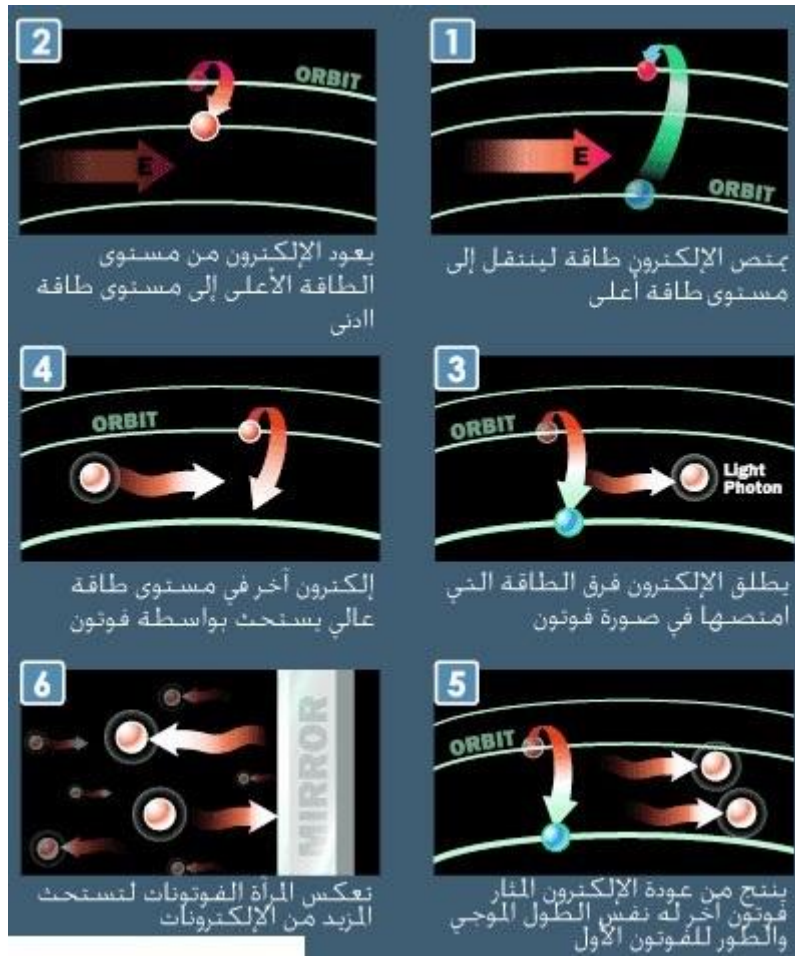 1
E
ORBIT
يمتص الإلكترون طاقة لينتقل إلى
مستوى طاقة أعلى
2
ORBIT
E
يعود الإلكترون من مستوى
الطاقة الأعلى إلى مستوى طاقة
اادنى
3
ORBIT
Light
Photon
يطلق الإلكترون فرق الطاقة التي
امتصها في صورة فوتون
4
ORBIT
إلكترون آخر في مستوى طاقة
عالي يستحث بواسطة فوتون
5
ORBIT
ينتج من عودة الإلكترون المثار
فوتون آخر له نفس الطول الموجي
والطور للفوتون الأول
6
MIRROR
تعكس المرآة الفوتونات لتستحث
المزيد من الإلكترونات